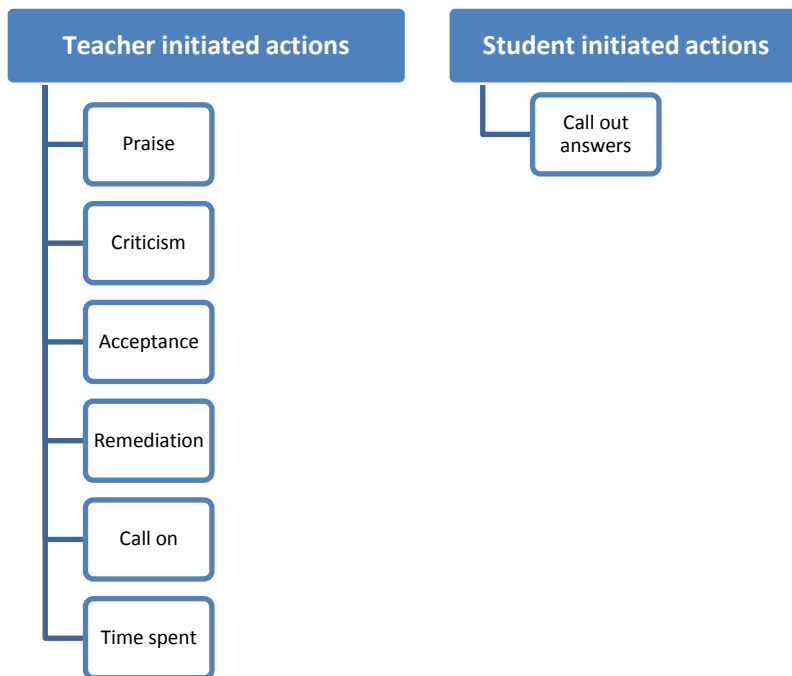 Teacher initiated actions
Praise
Criticism
Acceptance
Remediation
Call on
Time spent
Student initiated actions
Call out
answers